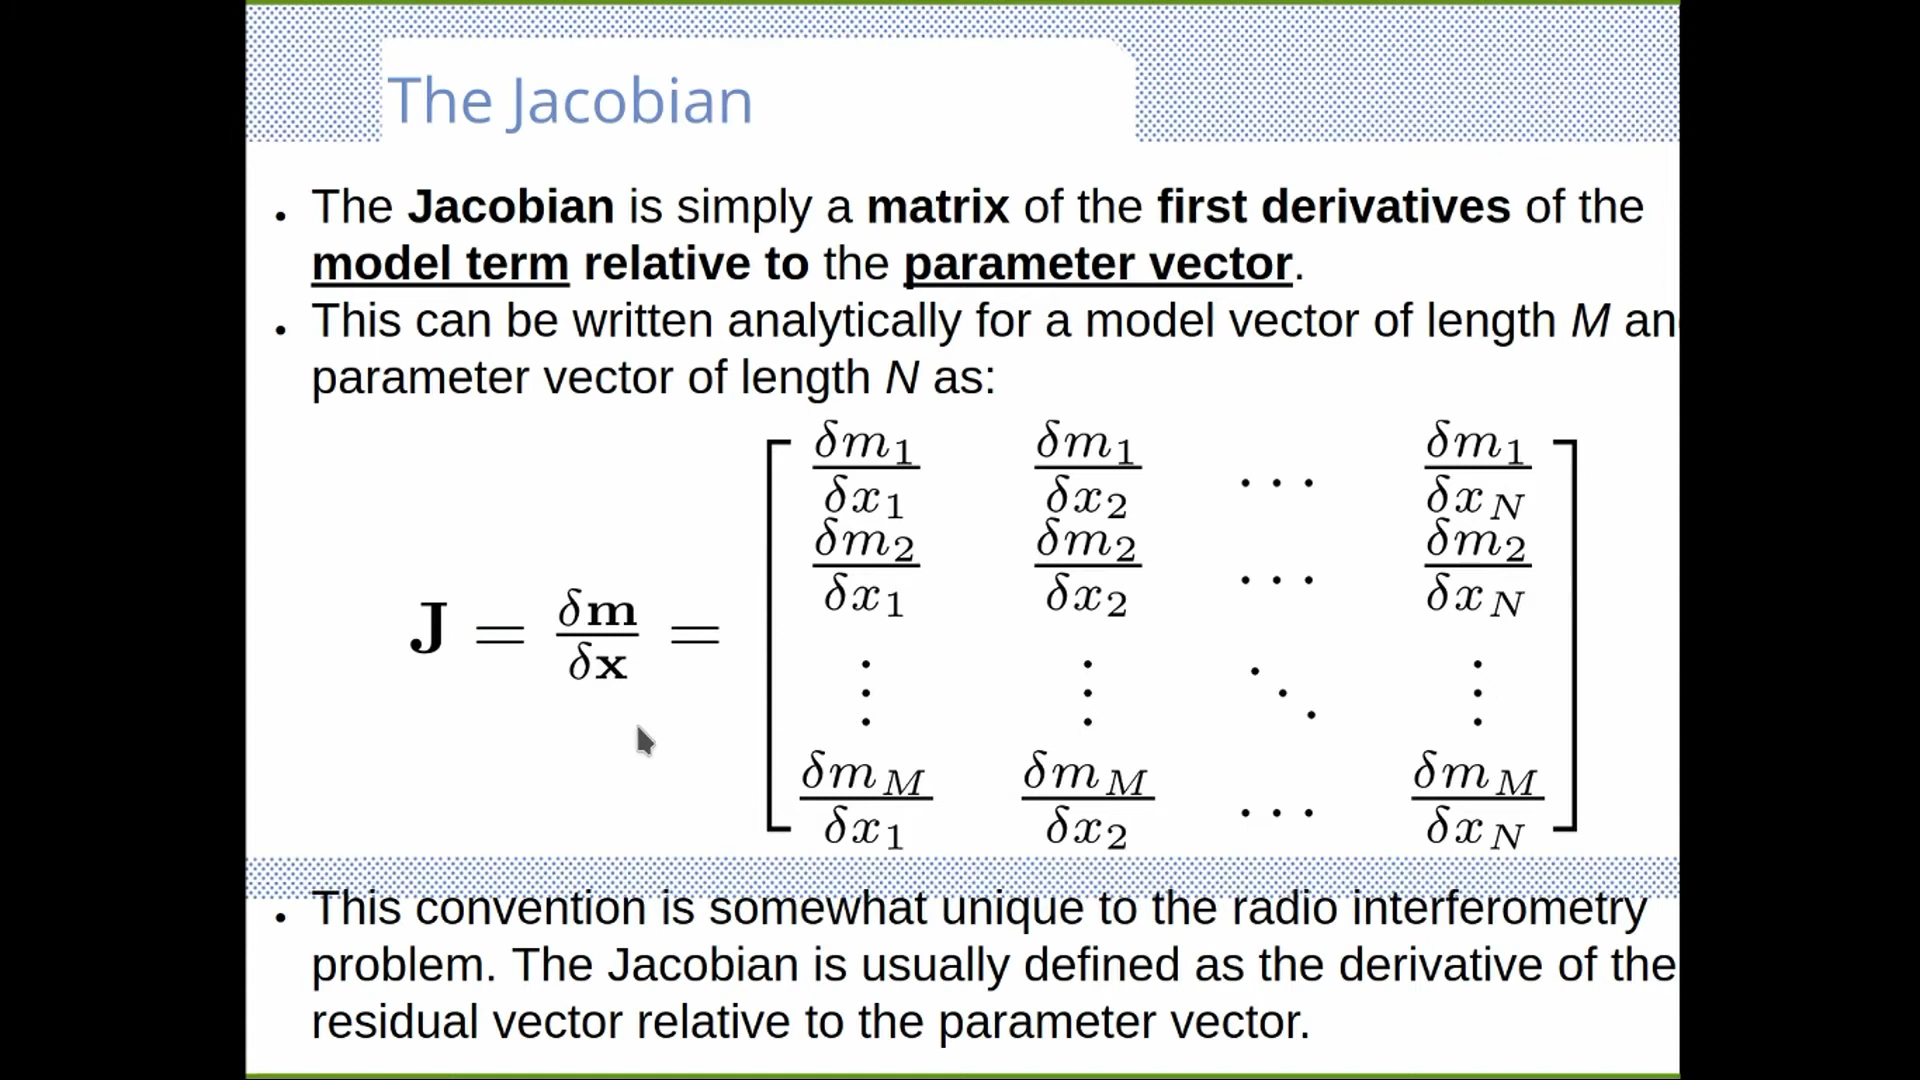 The Jacobian
• The Jacobian is simply a matrix of the first derivatives of the
model term relative to the parameter vector.
• This can be written analytically for a model vector of length M an
parameter vector of length N as:
J = δm/δx = [ δm₁/δx₁ δm₁/δx₂ ⋯ δm₁/δx_N
δm₂/δx₁ δm₂/δx₂ ⋯ δm₂/δx_N
⋮ ⋮ ⋱ ⋮
δm_M/δx₁ δm_M/δx₂ ⋯ δm_M/δx_N ]
• This convention is somewhat unique to the radio interferometry
problem. The Jacobian is usually defined as the derivative of the
residual vector relative to the parameter vector.